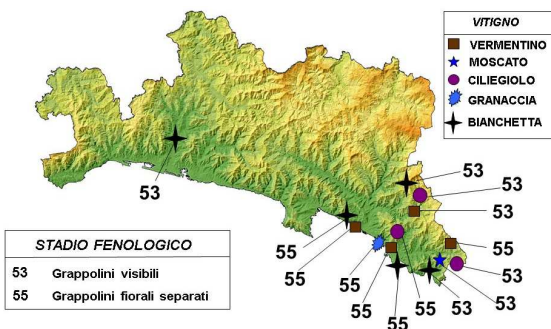 VITIGNO
VERMENTINO
MOSCATO
CILIEGIOLO
GRANACCIA
BIANCHETTA
53
53
53
55
55
55
53
55
55
55
53
53
STADIO FENOLOGICO
53 Grappolini visibili
55 Grappolini fiorali separati